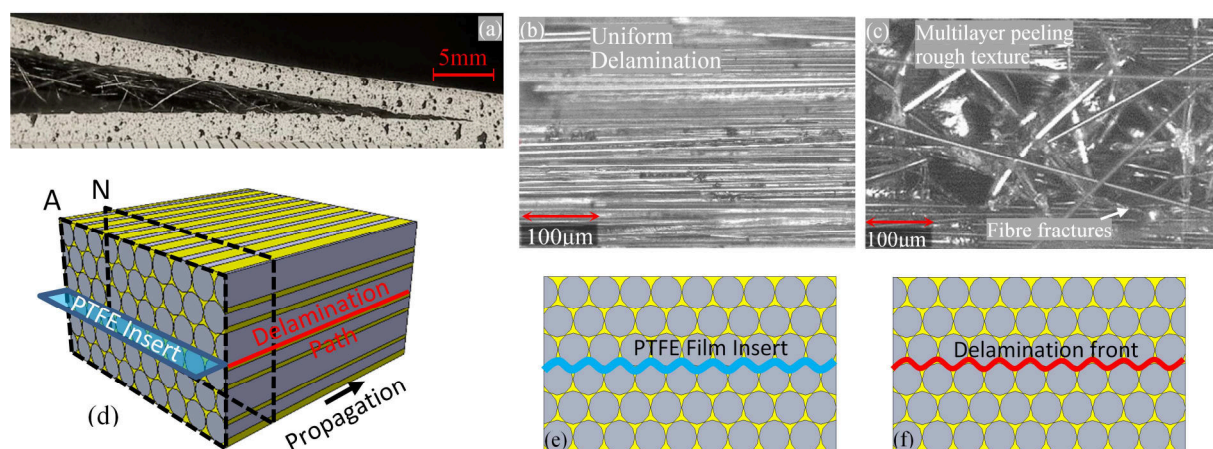 (a)
5mm
(b)
Uniform
Delamination
100µm
(c)
Multilayer peeling
rough texture
Fibre fractures
100µm
A
N
PTFE Insert
Delamination
Path
Propagation
(d)
PTFE Film Insert
(e)
Delamination front
(f)